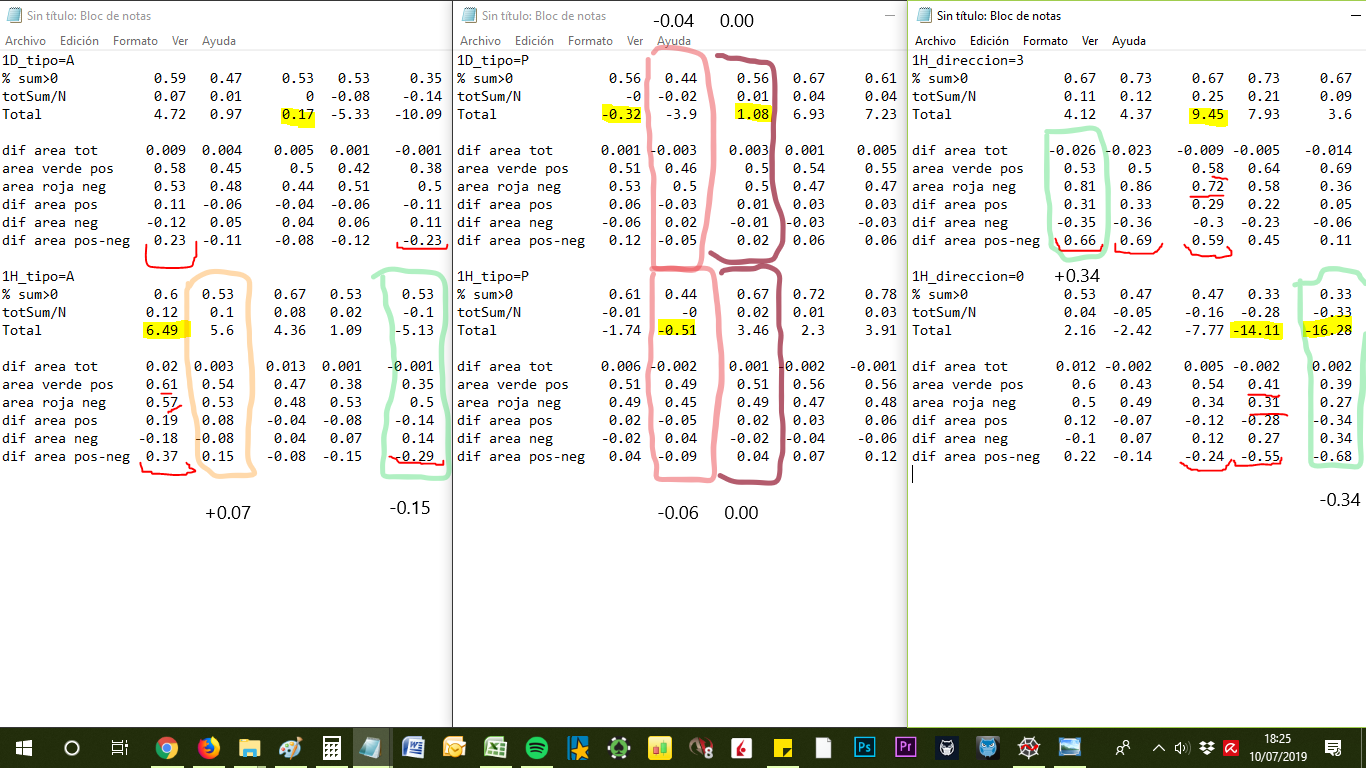 Sin título: Bloc de notas
Archivo Edición Formato Ver Ayuda
1D_tipo=A
% sum>0 0.59 0.47 0.53 0.53 0.35
totSum/N 0.07 0.01 0 -0.08 -0.14
Total 4.72 0.97 0.17 -5.33 -10.09
dif area tot 0.009 0.004 0.005 0.001 -0.001
area verde pos 0.58 0.45 0.5 0.42 0.38
area roja neg 0.53 0.48 0.44 0.51 0.5
dif area pos 0.11 -0.06 -0.04 -0.06 -0.11
dif area neg -0.12 0.05 0.04 0.06 0.11
dif area pos-neg 0.23 -0.11 -0.08 -0.12 -0.23
1H_tipo=A
% sum>0 0.6 0.53 0.67 0.53 0.53
totSum/N 0.12 0.1 0.08 0.02 -0.1
Total 6.49 5.6 4.36 1.09 -5.13
dif area tot 0.02 0.003 0.013 0.001 -0.001
area verde pos 0.61 0.54 0.47 0.38 0.35
area roja neg 0.57 0.53 0.48 0.53 0.5
dif area pos 0.19 0.08 -0.04 -0.08 -0.14
dif area neg -0.18 -0.08 0.04 0.07 0.14
dif area pos-neg 0.37 0.15 -0.08 -0.15 -0.29
+0.07 -0.15
Sin título: Bloc de notas
-0.04 0.00
Archivo Edición Formato Ver Ayuda
1D_tipo=P
% sum>0 0.56 0.44 0.56 0.67 0.61
totSum/N -0 -0.02 0.01 0.04 0.04
Total -0.32 -3.9 1.08 6.93 7.23
dif area tot 0.001 -0.003 0.003 0.001 0.005
area verde pos 0.51 0.46 0.5 0.54 0.55
area roja neg 0.53 0.5 0.5 0.47 0.47
dif area pos 0.06 -0.03 0.01 0.03 0.03
dif area neg -0.06 0.02 -0.01 -0.03 -0.03
dif area pos-neg 0.12 -0.05 0.02 0.06 0.06
1H_tipo=P
% sum>0 0.61 0.44 0.67 0.72 0.78
totSum/N -0.01 -0 0.02 0.01 0.03
Total -1.74 -0.51 3.46 2.3 3.91
dif area tot 0.006 -0.002 0.001 -0.002 -0.001
area verde pos 0.51 0.49 0.51 0.56 0.56
area roja neg 0.49 0.45 0.49 0.47 0.48
dif area pos 0.02 -0.05 0.02 0.03 0.06
dif area neg -0.02 0.04 -0.02 -0.04 -0.06
dif area pos-neg 0.04 -0.09 0.04 0.07 0.12
-0.06 0.00
Sin título: Bloc de notas
Archivo Edición Formato Ver Ayuda
1H_direccion=3
% sum>0 0.67 0.73 0.67 0.73 0.67
totSum/N 0.11 0.12 0.25 0.21 0.09
Total 4.12 4.37 9.45 7.93 3.6
dif area tot -0.026 -0.023 -0.009 -0.005 -0.014
area verde pos 0.53 0.5 0.58 0.64 0.69
area roja neg 0.81 0.86 0.72 0.58 0.36
dif area pos 0.31 0.33 0.29 0.22 0.05
dif area neg -0.35 -0.36 -0.3 -0.23 -0.06
dif area pos-neg 0.66 0.69 0.59 0.45 0.11
1H_direccion=0 +0.34
% sum>0 0.53 0.47 0.47 0.33 0.33
totSum/N 0.04 -0.05 -0.16 -0.28 -0.33
Total 2.16 -2.42 -7.77 -14.11 -16.28
dif area tot 0.012 -0.002 0.005 -0.002 0.002
area verde pos 0.6 0.43 0.54 0.41 0.39
area roja neg 0.5 0.49 0.34 0.31 0.27
dif area pos 0.12 -0.07 -0.12 -0.28 -0.34
dif area neg -0.1 0.07 0.12 0.27 0.34
dif area pos-neg 0.22 -0.14 -0.24 -0.55 -0.68
-0.34
Ps
Pr
18:25
10/07/2019